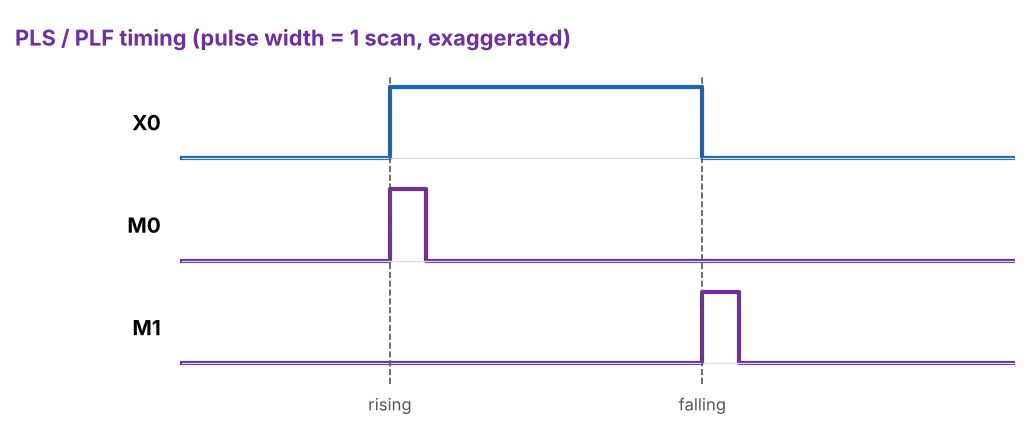 PLS / PLF timing (pulse width = 1 scan, exaggerated)
X0
M0
M1
rising
falling